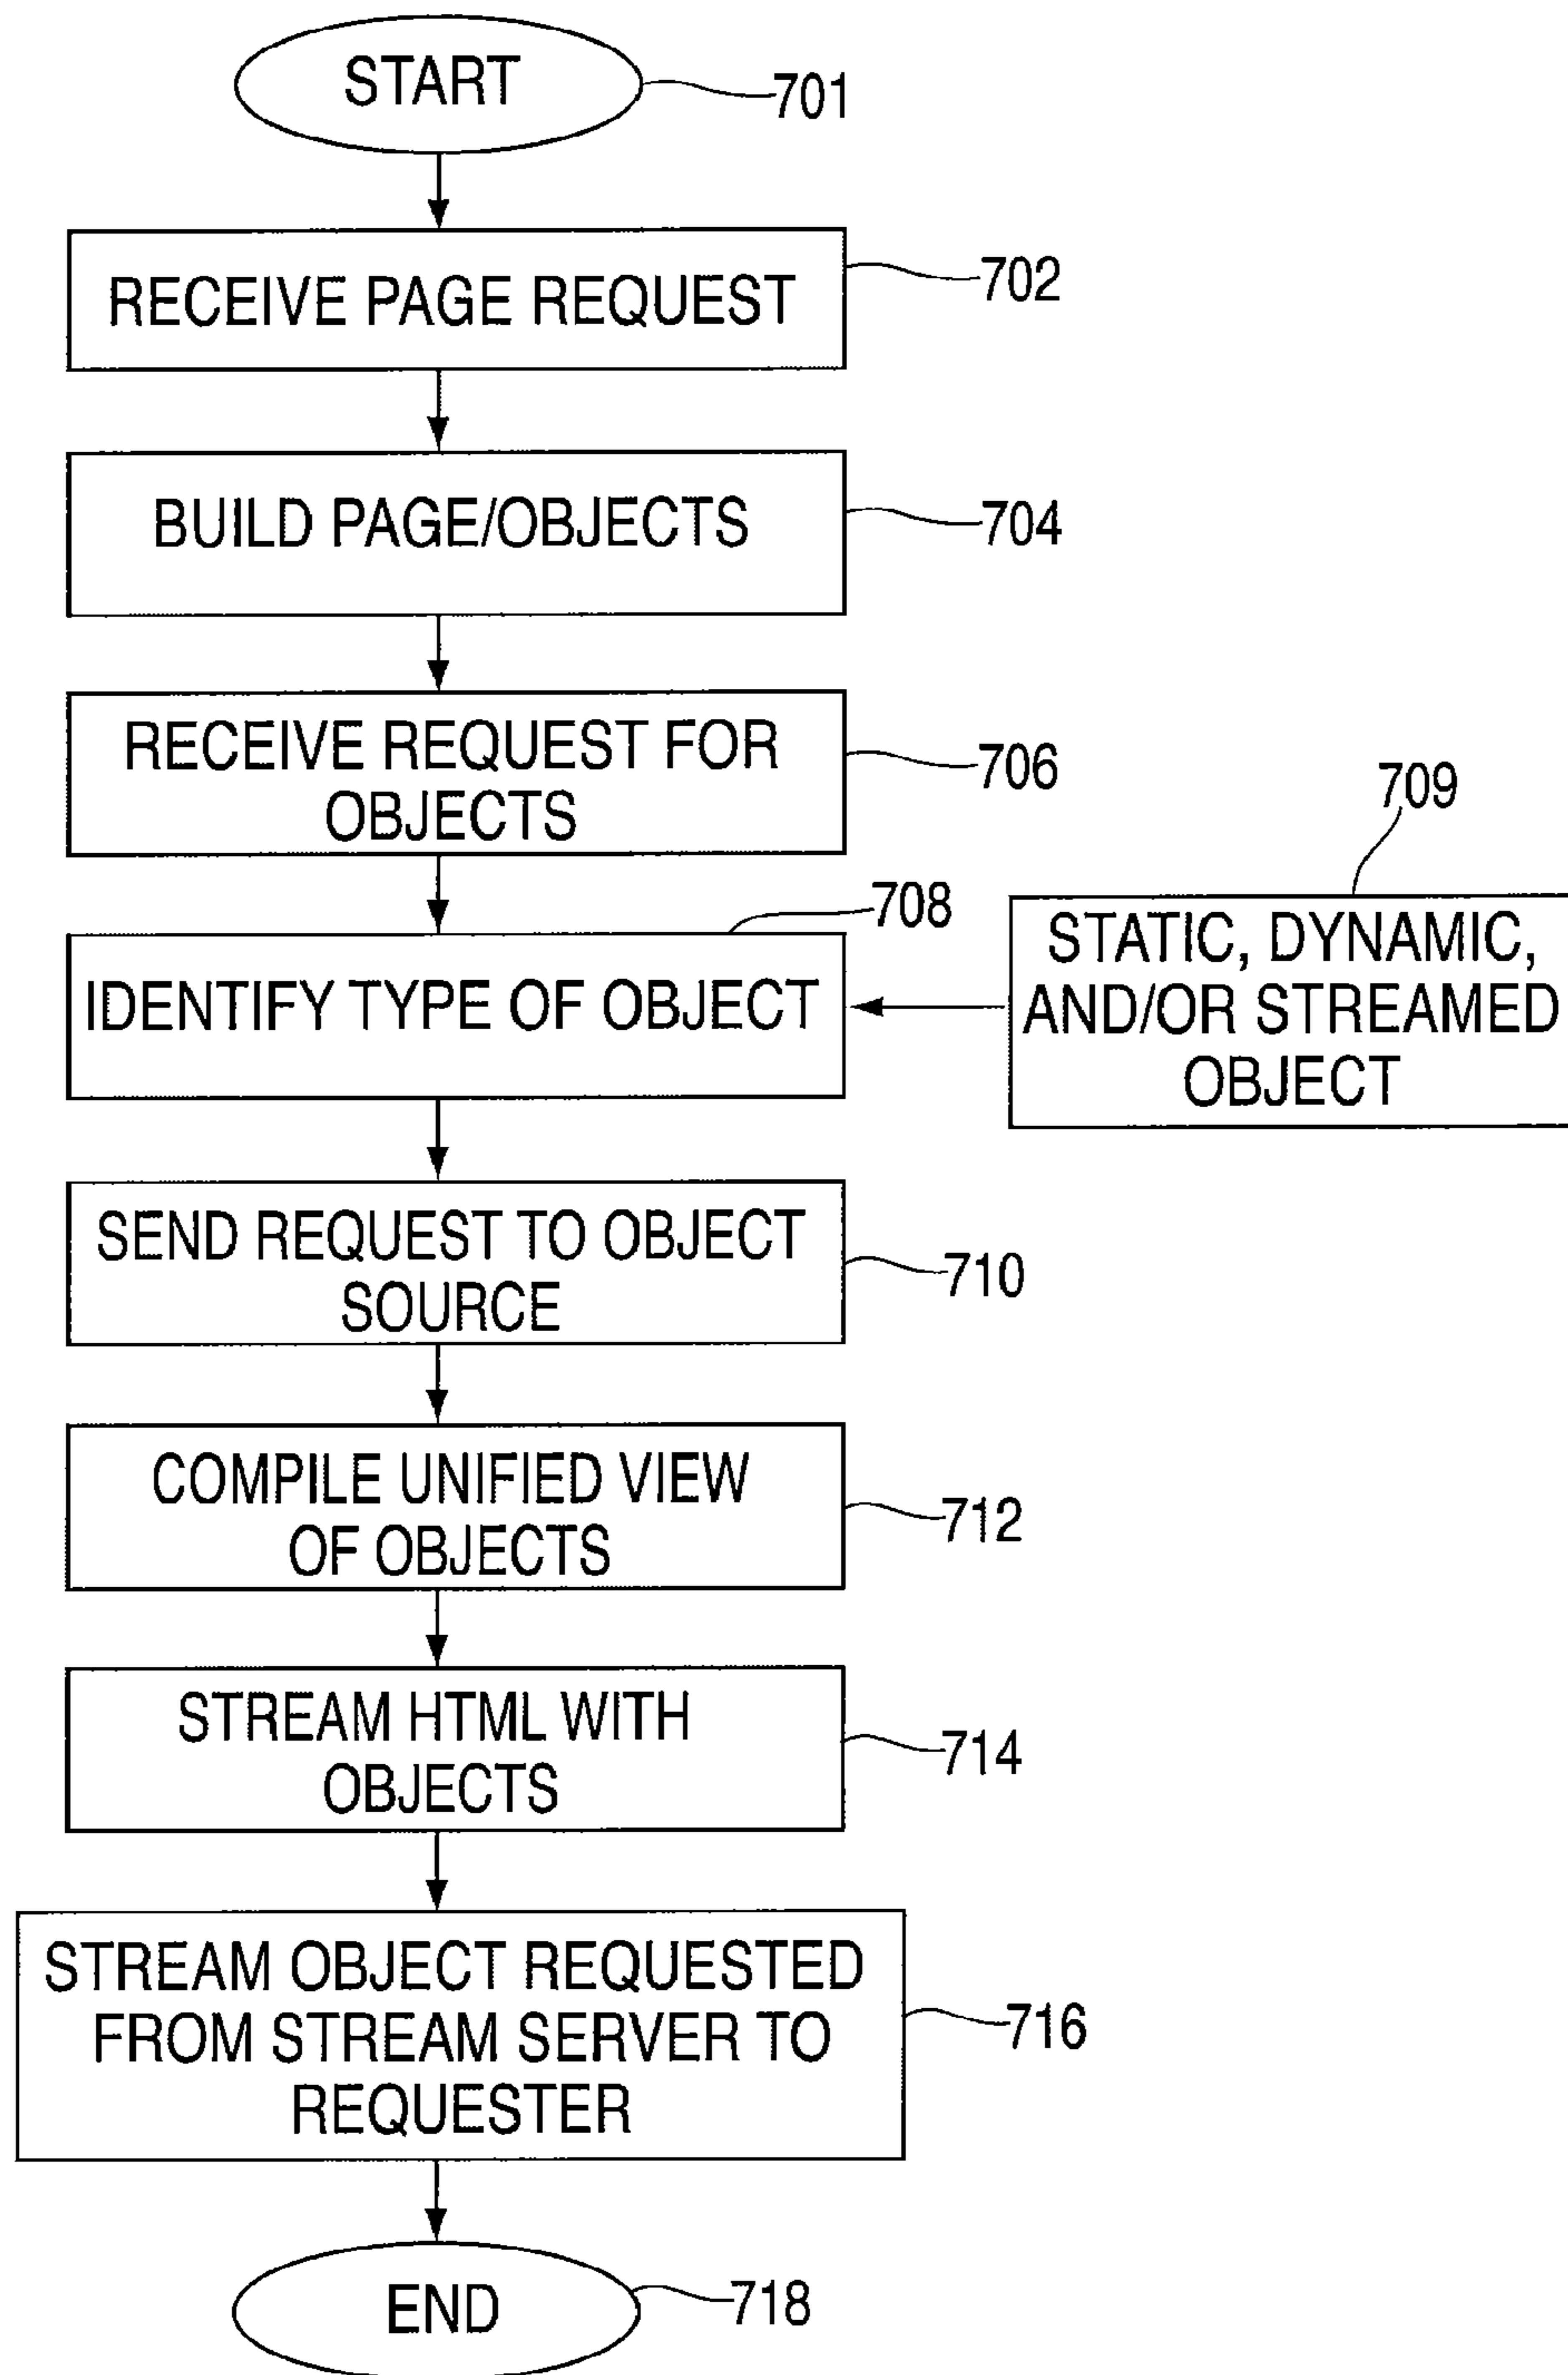 START
701
RECEIVE PAGE REQUEST
702
BUILD PAGE/OBJECTS
704
RECEIVE REQUEST FOR
OBJECTS
706
709
708
IDENTIFY TYPE OF OBJECT
STATIC, DYNAMIC,
AND/OR STREAMED
OBJECT
SEND REQUEST TO OBJECT
SOURCE
710
COMPILE UNIFIED VIEW
OF OBJECTS
712
STREAM HTML WITH
OBJECTS
714
STREAM OBJECT REQUESTED
FROM STREAM SERVER TO
REQUESTER
716
END
718